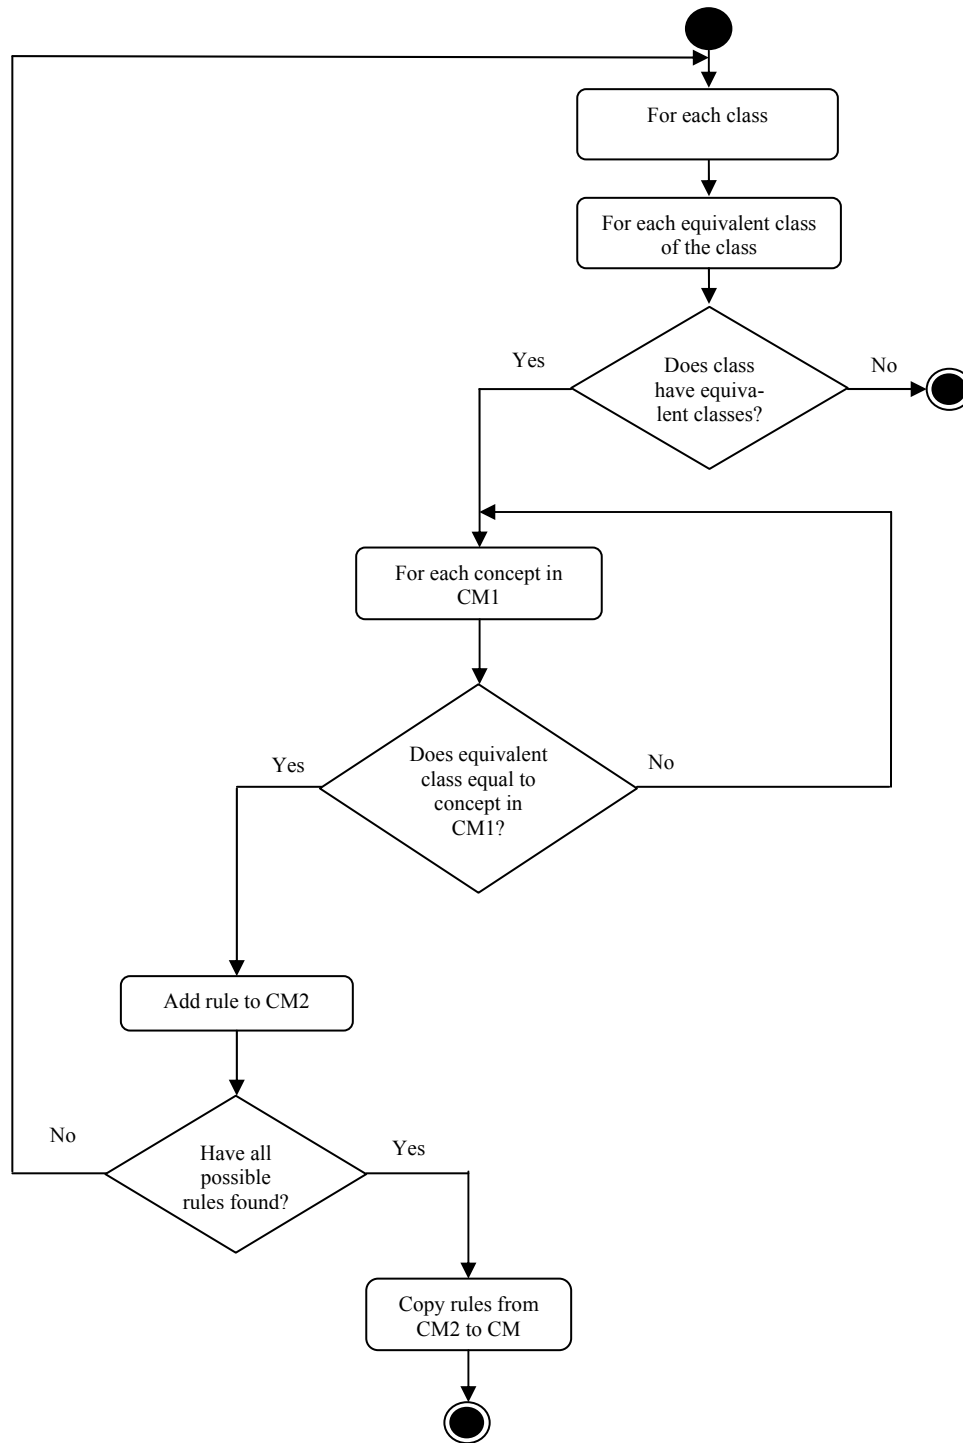 For each class
For each equivalent class
of the class
Yes
Does class
have equiva-
lent classes?
No
For each concept in
CM1
Yes
Does equivalent
class equal to
concept in
CM1?
No
Add rule to CM2
No
Have all
possible
rules found?
Yes
Copy rules from
CM2 to CM